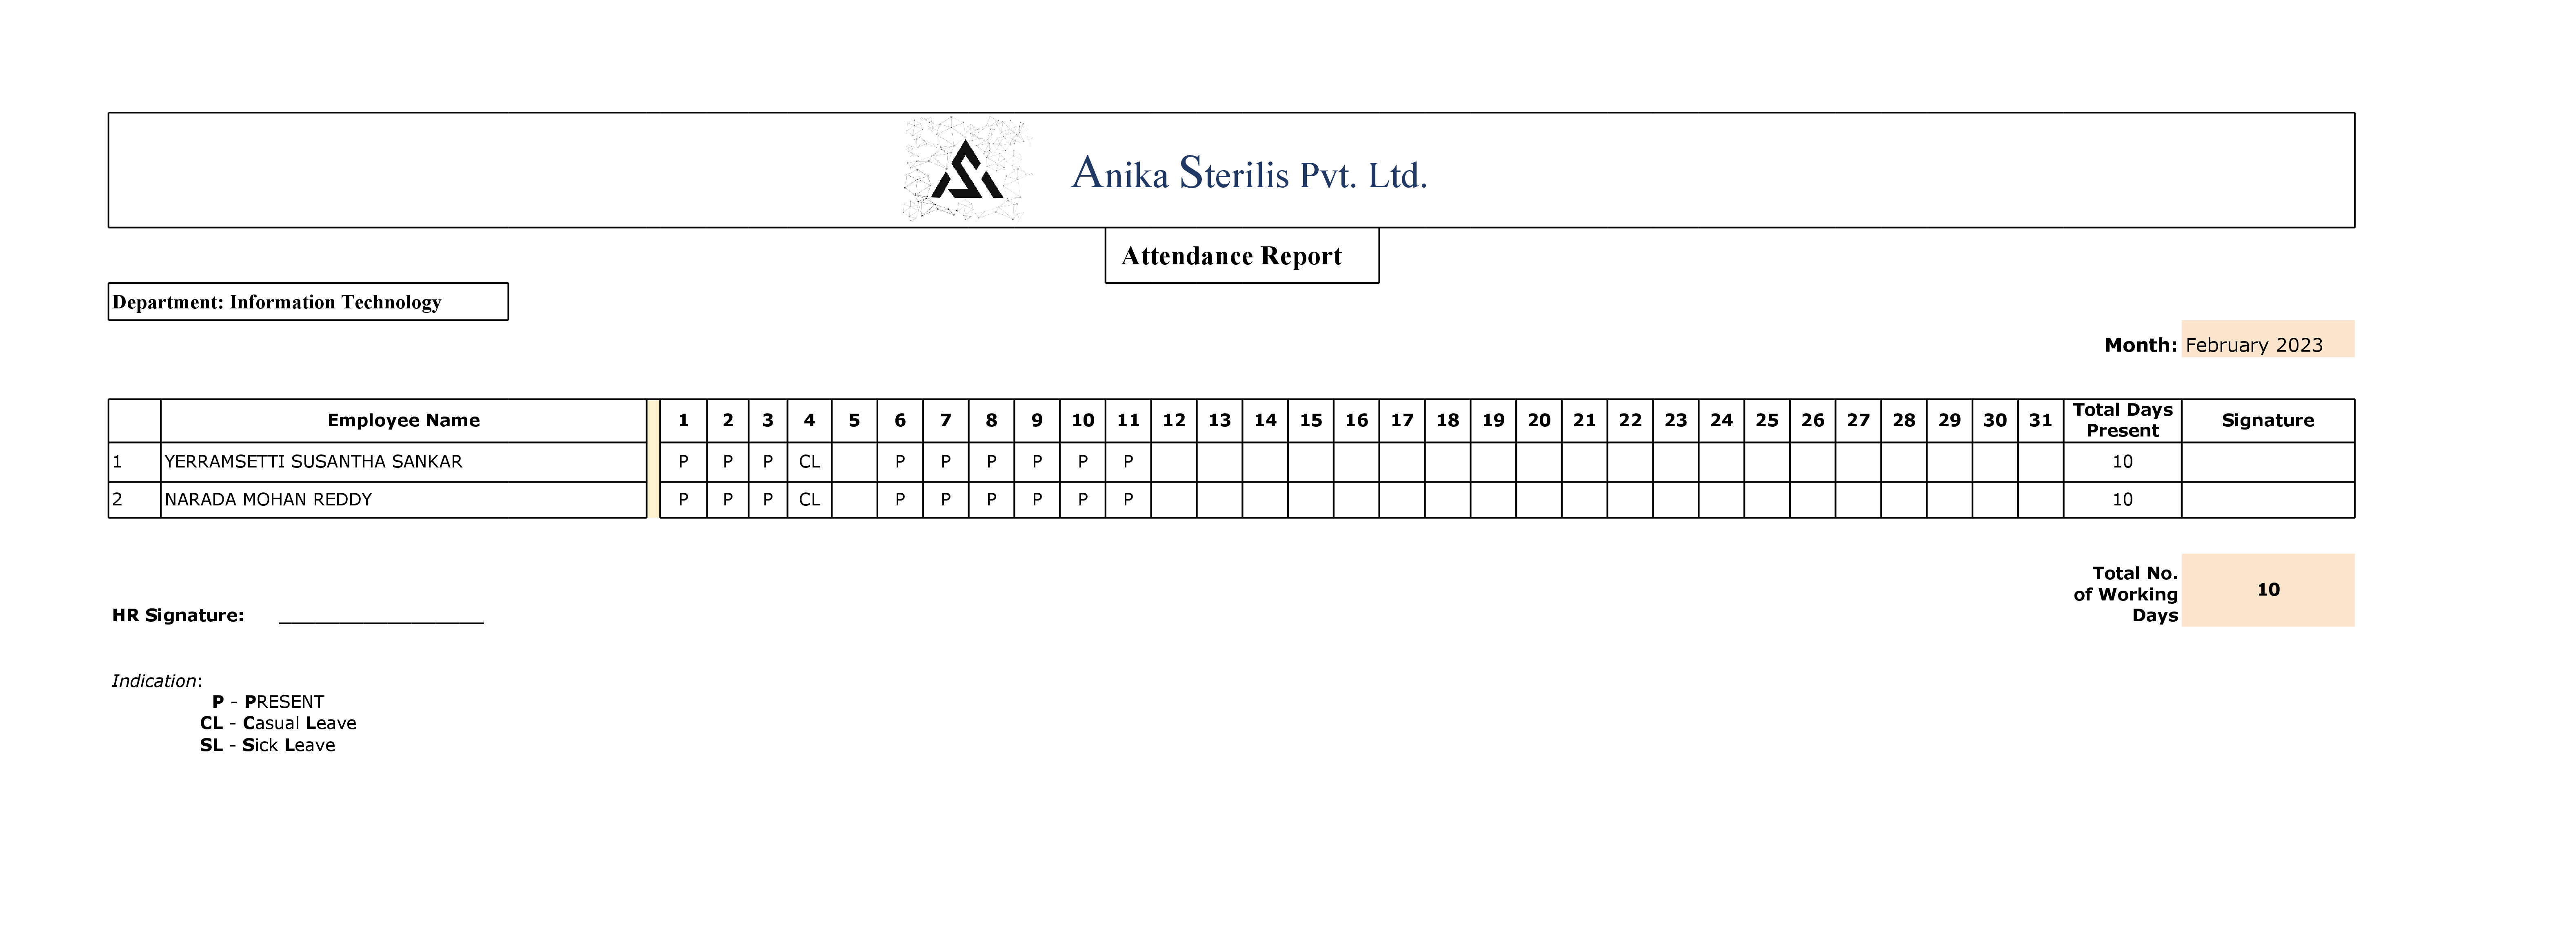 Anika Sterilis Pvt. Ltd.
Attendance Report
Department: Information Technology
Month: February 2023
Employee Name 1 2 3 4 5 6 7 8 9 10 11 12 13 14 15 16 17 18 19 20 21 22 23 24 25 26 27 28 29 30 31 Total Days Present Signature
1 YERRAMSETTI SUSANTHA SANKAR P P P CL P P P P P P 10
2 NARADA MOHAN REDDY P P P CL P P P P P P 10
Total No.
of Working
Days
10
HR Signature:
Indication:
P - PRESENT
CL - Casual Leave
SL - Sick Leave